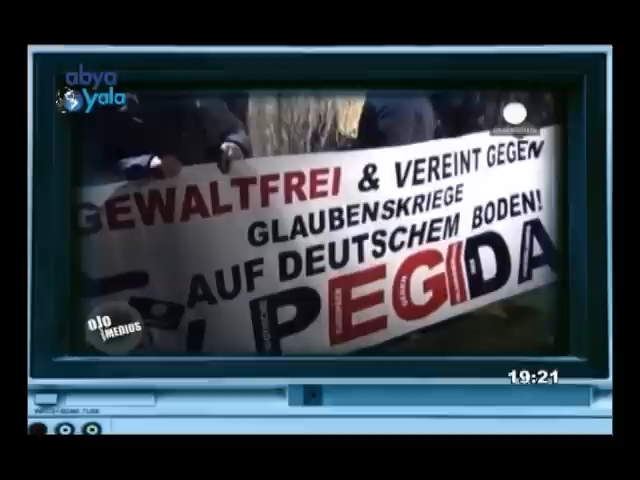 abya
yala
GEWALTFREI & VEREINT GEGEN
GLAUBENSKRIEGE
AUF DEUTSCHEM BODEN!
PEGIDA
OJO
MEDIOS
19:21